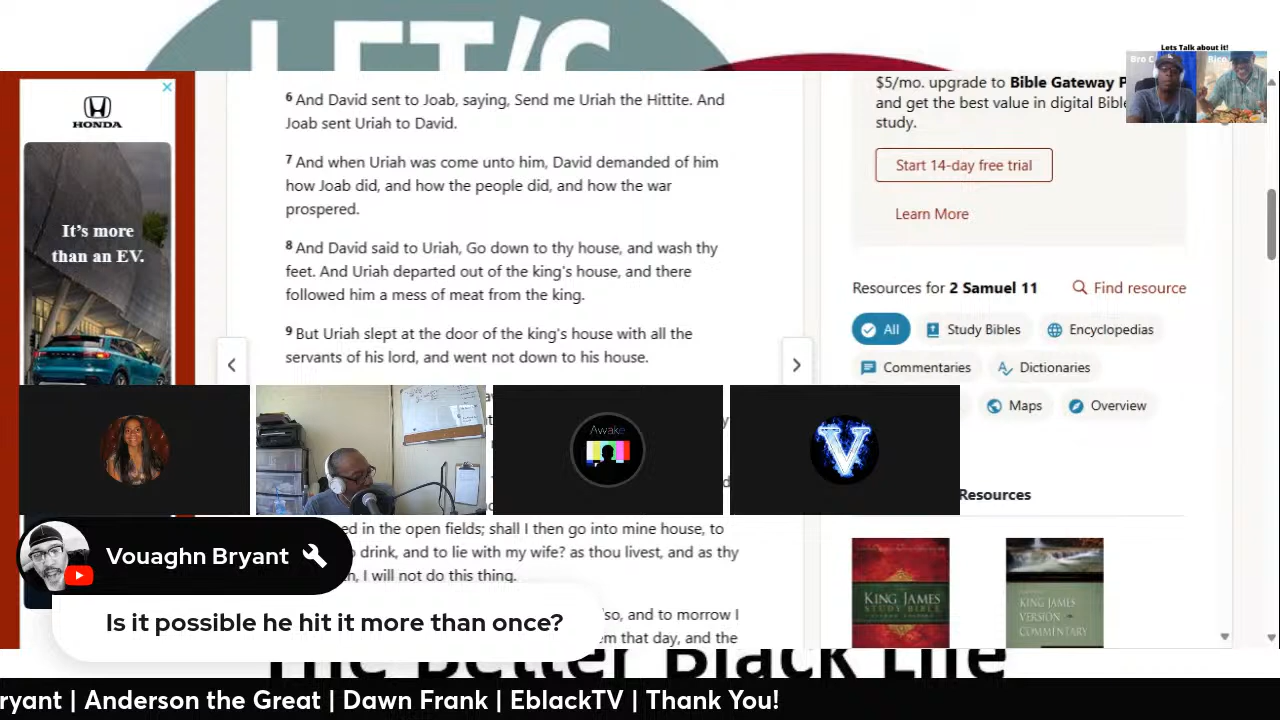 LET'S
Lets Talk about it!
Bro C
Rico
HONDA
It's more
than an EV.
6 And David sent to Joab, saying, Send me Uriah the Hittite. And
Joab sent Uriah to David.
7 And when Uriah was come unto him, David demanded of him
how Joab did, and how the people did, and how the war
prospered.
8 And David said to Uriah, Go down to thy house, and wash thy
feet. And Uriah departed out of the king's house, and there
followed him a mess of meat from the king.
9 But Uriah slept at the door of the king's house with all the
servants of his lord, and went not down to his house.
in the open fields; shall I then go into mine house, to
drink, and to lie with my wife? as thou livest, and as thy
I will not do this thing.
and to morrow I
that day, and the
$5/mo. upgrade to Bible Gateway
and get the best value in digital
study.
Start 14-day free trial
Learn More
Resources for 2 Samuel 11
Find resource
All
Study Bibles
Encyclopedias
Commentaries
Dictionaries
Maps
Overview
Resources
KING JAMES
STUDY BIBLE
KING JAMES
VERSION
COMMENTARY
Awake
V
Vouaghn Bryant
Is it possible he hit it more than once?
The Better Black Life
ryant | Anderson the Great | Dawn Frank | EblackTV | Thank You!